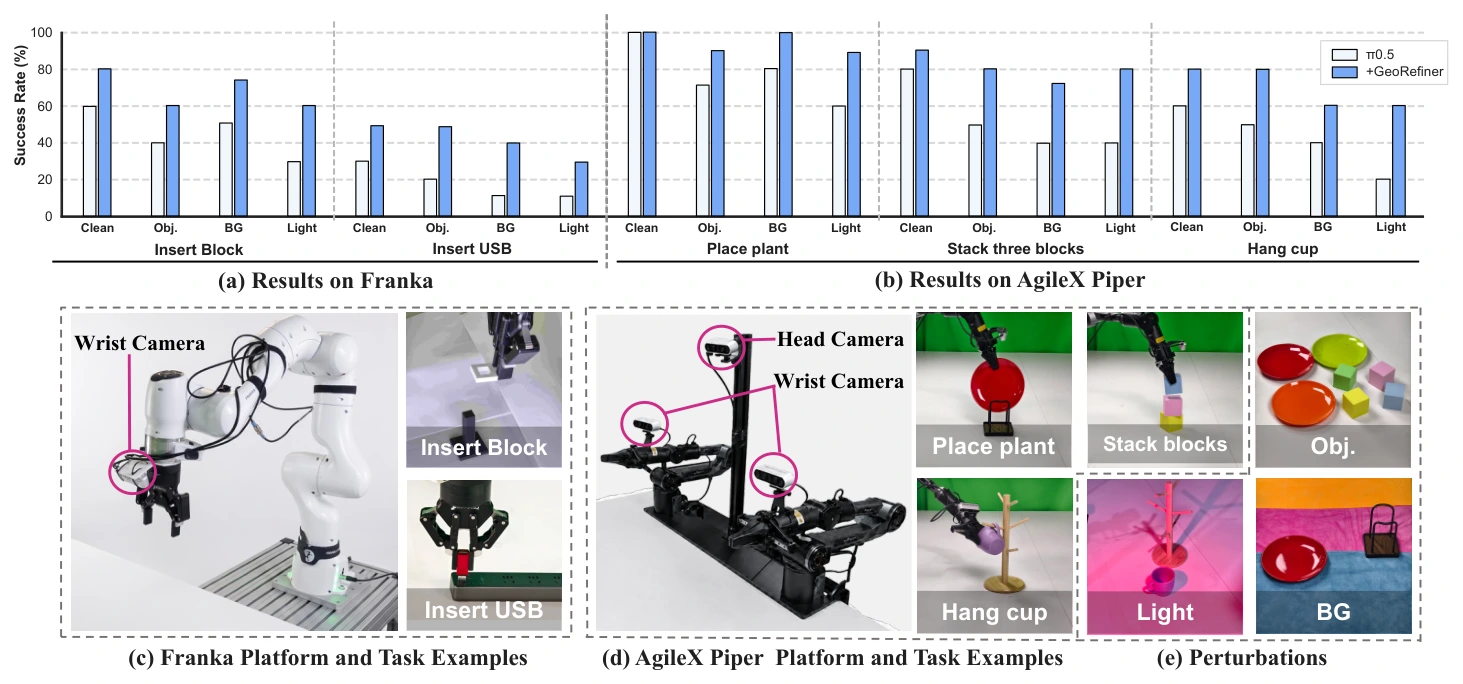 Success Rate (%)
100
80
60
40
20
0
π0.5
+GeoRefiner
Clean Obj. BG Light Clean Obj. BG Light Clean Obj. BG Light Clean Obj. BG Light Clean Obj. BG Light
Insert Block Insert USB Place plant Stack three blocks Hang cup
(a) Results on Franka (b) Results on AgileX Piper
Wrist Camera
Insert Block
Insert USB
Head Camera
Wrist Camera
Place plant
Stack blocks
Obj.
Hang cup
Light
BG
(c) Franka Platform and Task Examples (d) AgileX Piper Platform and Task Examples (e) Perturbations